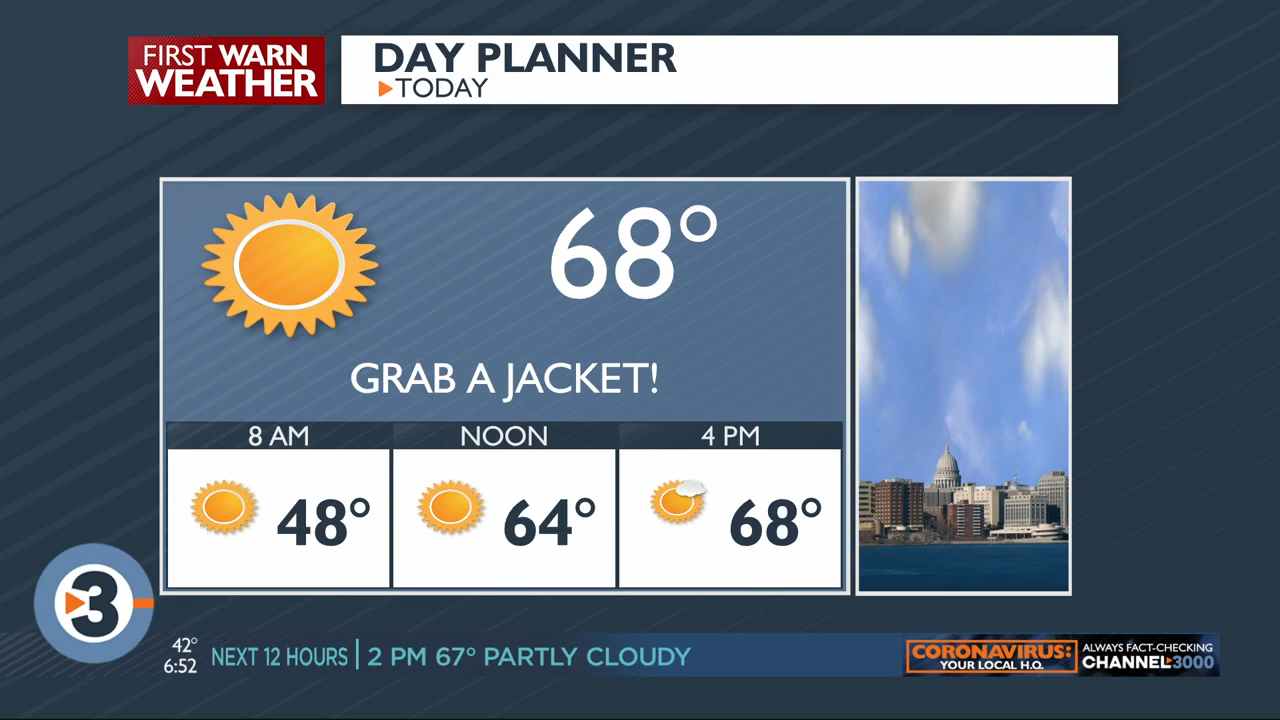 FIRST WARN
WEATHER
DAY PLANNER
TODAY
68°
GRAB A JACKET!
8 AM
NOON
4 PM
48°
64°
68°
3
42°
6:52
NEXT 12 HOURS
2 PM 67° PARTLY CLOUDY
CORONAVIRUS:
YOUR LOCAL H.Q.
ALWAYS FACT-CHECKING
CHANNEL3000